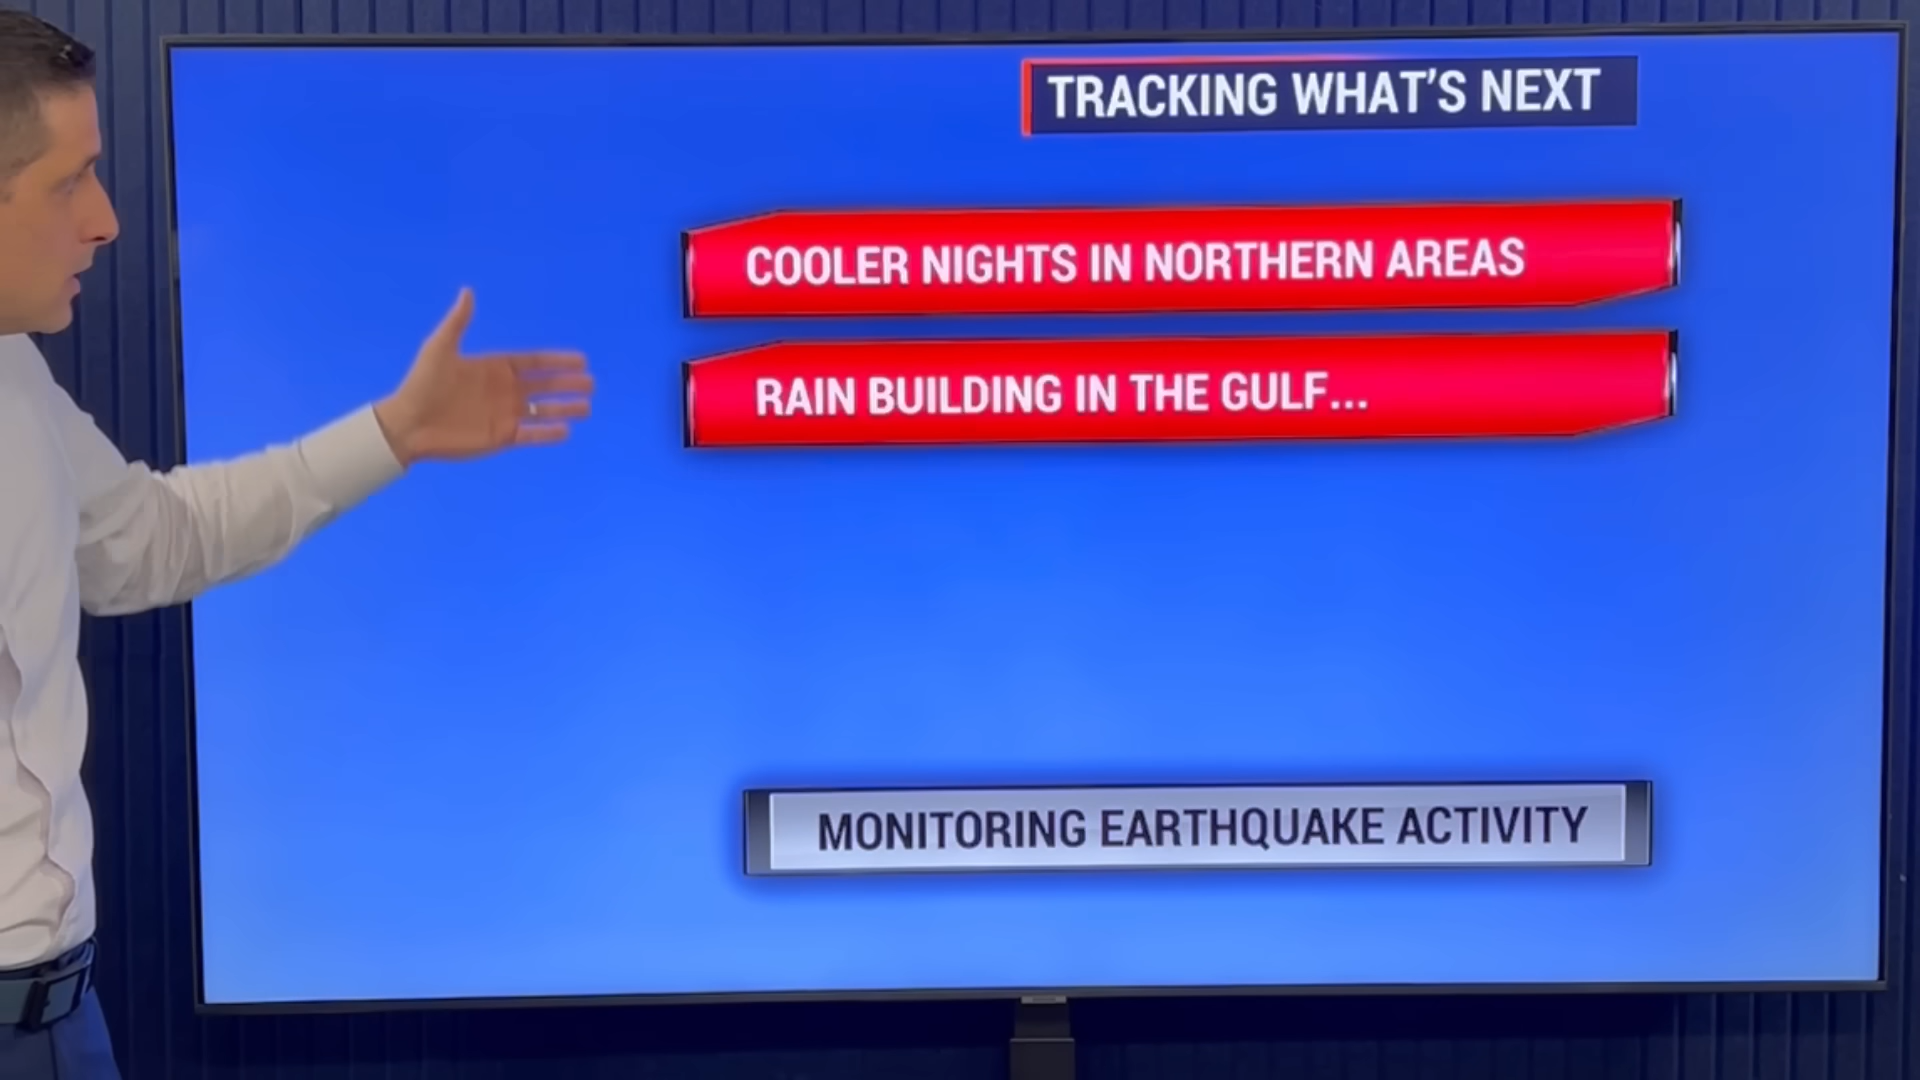 TRACKING WHAT'S NEXT
COOLER NIGHTS IN NORTHERN AREAS
RAIN BUILDING IN THE GULF...
MONITORING EARTHQUAKE ACTIVITY